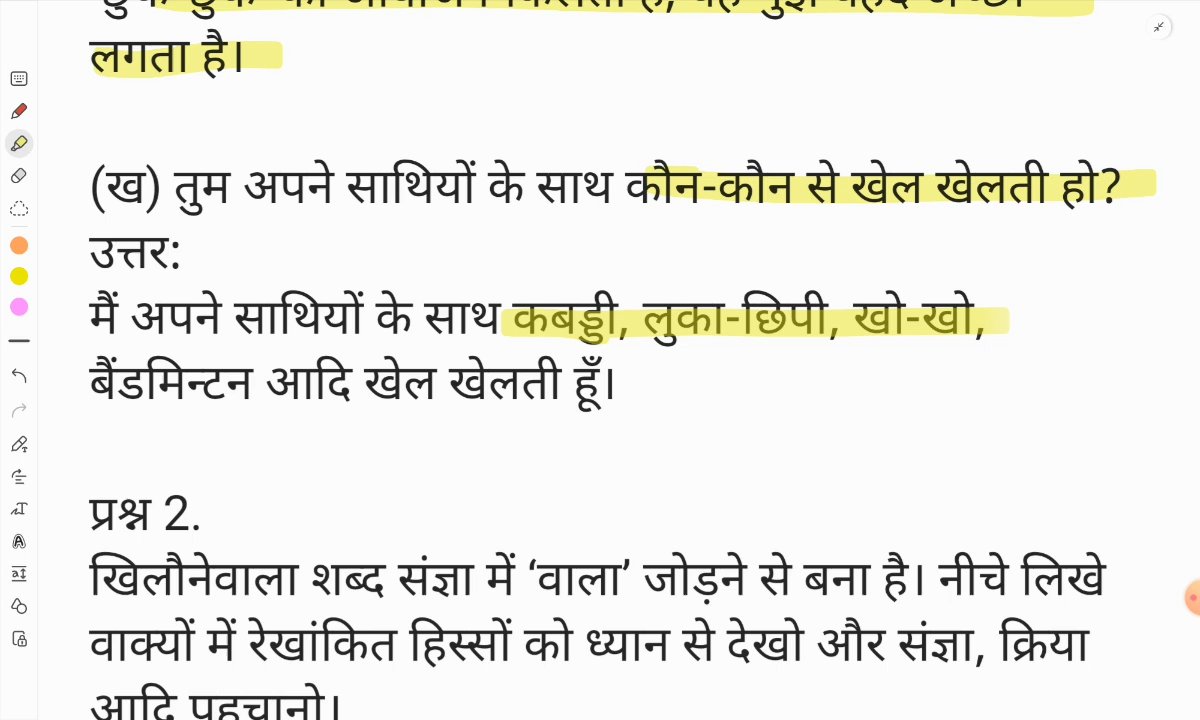 लगता है।
(ख) तुम अपने साथियों के साथ कौन-कौन से खेल खेलती हो?
उत्तर:
मैं अपने साथियों के साथ कबड्डी, लुका-छिपी, खो-खो,
बैंडमिन्टन आदि खेल खेलती हूँ।
प्रश्न 2.
खिलौनेवाला शब्द संज्ञा में ‘वाला’ जोड़ने से बना है। नीचे लिखे
वाक्यों में रेखांकित हिस्सों को ध्यान से देखो और संज्ञा, क्रिया
आदि पहचानो।